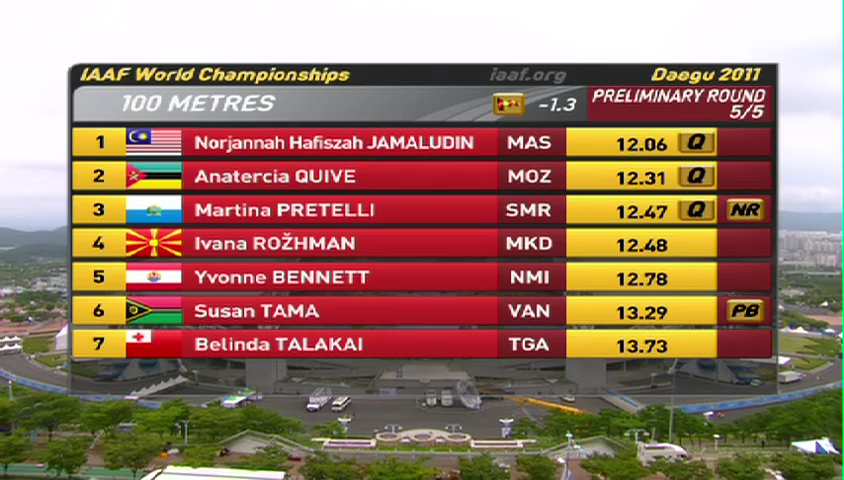 IAAF World Championships iaaf.org Daegu 2011
100 METRES -1.3 PRELIMINARY ROUND
5/5
1 Norjannah Hafiszah JAMALUDIN MAS 12.06 Q
2 Anatercia QUIVE MOZ 12.31 Q
3 Martina PRETELLI SMR 12.47 Q NR
4 Ivana ROŽHMAN MKD 12.48
5 Yvonne BENNETT NMI 12.78
6 Susan TAMA VAN 13.29 PB
7 Belinda TALAKAI TGA 13.73